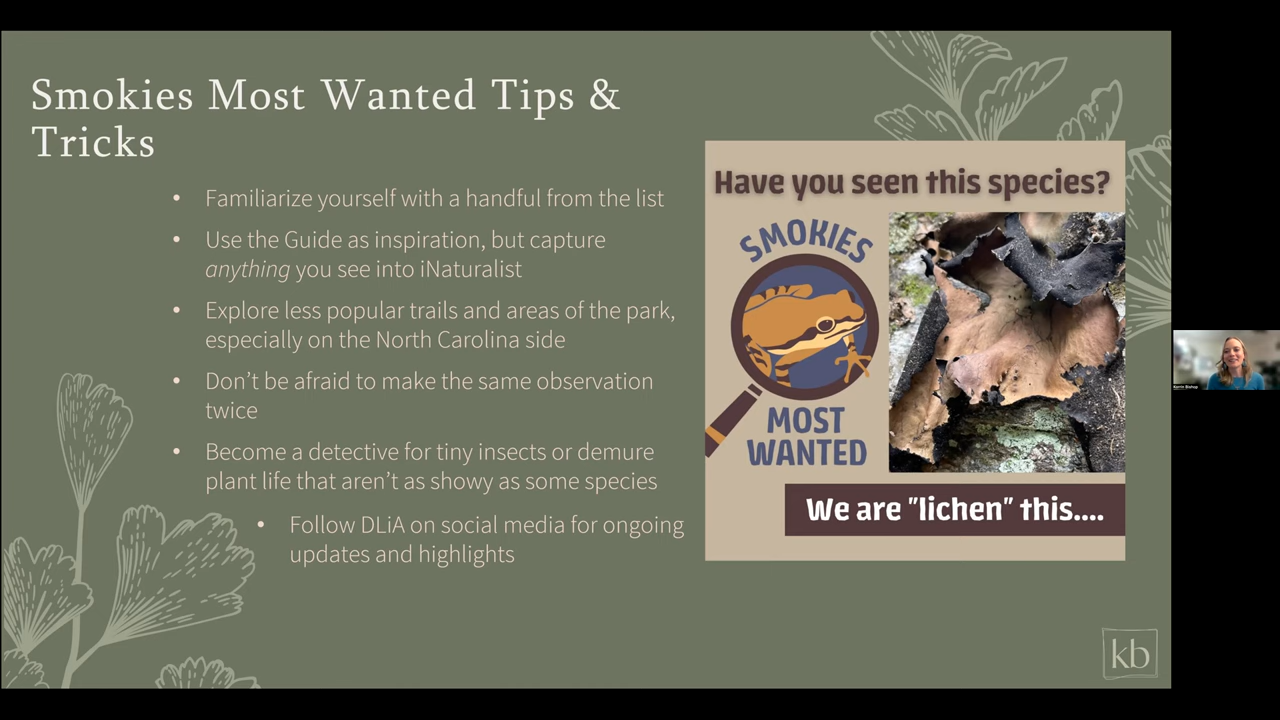 Smokies Most Wanted Tips &
Tricks
• Familiarize yourself with a handful from the list
• Use the Guide as inspiration, but capture
anything you see into iNaturalist
• Explore less popular trails and areas of the park,
especially on the North Carolina side
• Don’t be afraid to make the same observation
twice
• Become a detective for tiny insects or demure
plant life that aren’t as showy as some species
• Follow DLiA on social media for ongoing
updates and highlights
Have you seen this species?
SMOKIES
MOST
WANTED
We are "lichen" this....
kb
Kerrin Bishop